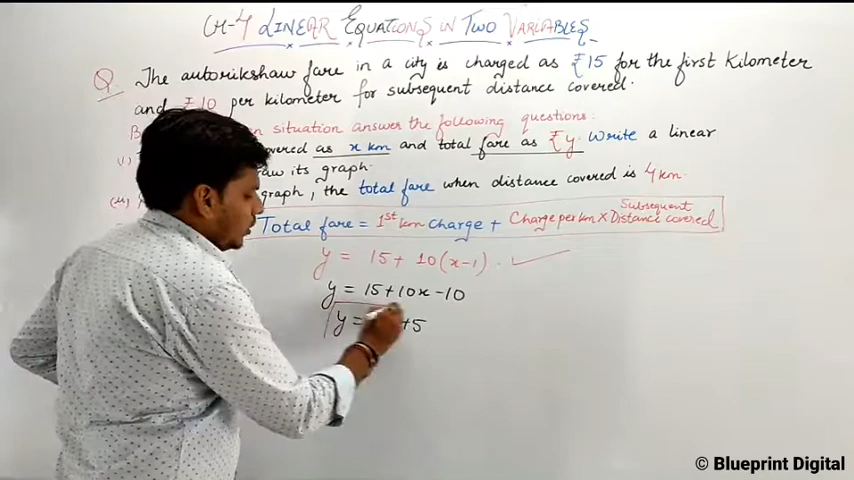 CH-4 LINEAR EQUATIONS IN TWO VARIABLES
Q. The autorikshaw fare in a city is charged as ₹15 for the first kilometer
and ₹10 per kilometer for subsequent distance covered.
situation answer the following questions.
covered as x km and total fare as ₹y. Write a linear
its graph.
graph, the total fare when distance covered is 4 km.
Total fare = 1st km charge + Charge per km × Subsequent Distance covered
y = 15 + 10(x-1).
y = 15 + 10x - 10
y = +5
© Blueprint Digital